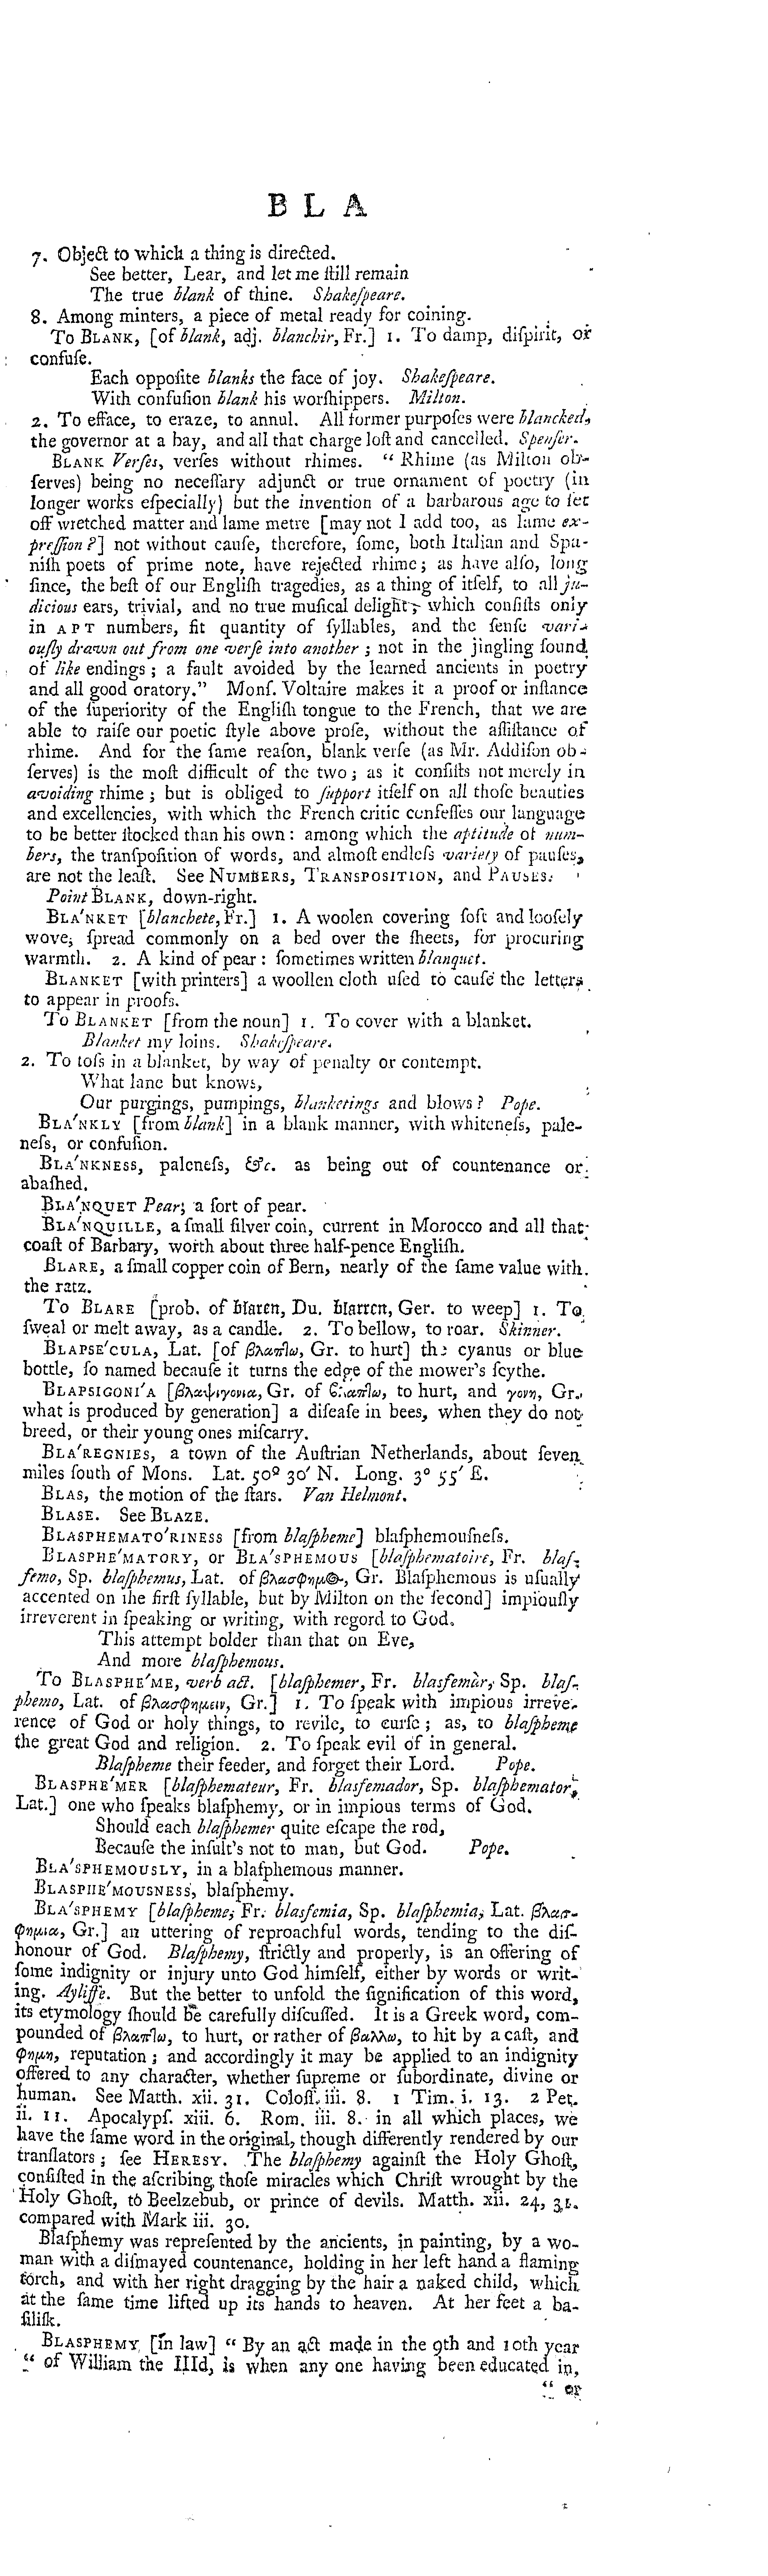 B L A
7. Object to which a thing is directed.
See better, Lear, and let me ſtill remain
The true blank of thine. Shakeſpeare.
8. Among minters, a piece of metal ready for coining.
To BLANK, [of blank, adj. blanchir, Fr.] 1. To damp, diſpirit, or
confuſe.
Each oppoſite blanks the face of joy. Shakeſpeare.
With confuſion blank his worſhippers. Milton.
2. To efface, to eraze, to annul. All former purpoſes were blancked,
the governor at a bay, and all that charge loſt and cancelled. Spenſer.
BLANK Verſes, verſes without rhimes. “ Rhime (as Milton ob-
ſerves) being no neceſſary adjunct or true ornament of poetry (in
longer works eſpecially) but the invention of a barbarous age to ſet
off wretched matter and lame metre [may not I add too, as lame ex-
preſſion?] not without cauſe, therefore, ſome, both Italian and Spa-
niſh poets of prime note, have rejected rhime; as have alſo, long
ſince, the beſt of our Engliſh tragedies, as a thing of itſelf, to all ju-
dicious ears, trivial, and no true muſical delight; which conſiſts only
in APT numbers, fit quantity of ſyllables, and the ſenſe vari-
ouſly drawn out from one verſe into another; not in the jingling ſound
of like endings; a fault avoided by the learned ancients in poetry
and all good oratory.” Monſ. Voltaire makes it a proof or inſtance
of the ſuperiority of the Engliſh tongue to the French, that we are
able to raiſe our poetic ſtyle above proſe, without the aſſiſtance of
rhime. And for the ſame reaſon, blank verſe (as Mr. Addiſon ob-
ſerves) is the moſt difficult of the two; as it conſiſts not merely in
avoiding rhime; but is obliged to ſupport itſelf on all thoſe beauties
and excellencies, with which the French critic confeſſes our language
to be better ſtocked than his own: among which the aptitude of num-
bers, the tranſpoſition of words, and almoſt endleſs variety of pauſes,
are not the leaſt. See NUMBERS, TRANSPOSITION, and PAUSES.
Point BLANK, down-right.
BLA′NKET [blanchete, Fr.] 1. A woolen covering ſoft and looſely
wove, ſpread commonly on a bed over the ſheets, for procuring
warmth. 2. A kind of pear: ſometimes written blanquet.
BLANKET [with printers] a woollen cloth uſed to cauſe the letters
to appear in proofs.
To BLANKET [from the noun] 1. To cover with a blanket.
Blanket my loins. Shakeſpeare.
2. To toſs in a blanket, by way of penalty or contempt.
What lane but knows,
Our purgings, pumpings, blanketings and blows? Pope.
BLA′NKLY [from blank] in a blank manner, with whiteneſs, pale-
neſs, or confuſion.
BLA′NKNESS, paleneſs, &c. as being out of countenance or
abaſhed.
BLA′NQUET Pear; a ſort of pear.
BLA′NQUILLE, a ſmall ſilver coin, current in Morocco and all that
coaſt of Barbary, worth about three half-pence Engliſh.
BLARE, a ſmall copper coin of Bern, nearly of the ſame value with
the ratz.
To BLARE [prob. of blaren, Du. blarren, Ger. to weep] 1. To
ſweal or melt away, as a candle. 2. To bellow, to roar. Skinner.
BLAPSE′CULA, Lat. [of βλαπἷω, Gr. to hurt] the cyanus or blue
bottle, ſo named becauſe it turns the edge of the mower's ſcythe.
BLAPSIGONI′A [βλαψιγονια, Gr. of βλαπἷω, to hurt, and γονη, Gr.
what is produced by generation] a diſeaſe in bees, when they do not
breed, or their young ones miſcarry.
BLA′REGNIES, a town of the Auſtrian Netherlands, about ſeven
miles ſouth of Mons. Lat. 50° 30′ N. Long. 3° 55′ E.
BLAS, the motion of the ſtars. Van Helmont.
BLASE. See BLAZE.
BLASPHEMATO′RINESS [from blaſpheme] blaſphemouſneſs.
BLASPHE′MATORY, or BLA′SPHEMOUS [blaſphematoire, Fr. blaſ-
femo, Sp. blaſphemus, Lat. of βλασφημ@-, Gr. Blaſphemous is uſually
accented on the firſt ſyllable, but by Milton on the ſecond] impiouſly
irreverent in ſpeaking or writing, with regord to God.
This attempt bolder than that on Eve,
And more blaſphemous.
To BLASPHE′ME, verb act. [blaſphemer, Fr. blasfemàr, Sp. blaſ-
phemo, Lat. of βλασφημειν, Gr.] 1. To ſpeak with impious irreve-
rence of God or holy things, to revile, to curſe; as, to blaſpheme
the great God and religion. 2. To ſpeak evil of in general.
Blaſpheme their feeder, and forget their Lord. Pope.
BLASPHE′MER [blaſphemateur, Fr. blasfemador, Sp. blaſphemator,
Lat.] one who ſpeaks blaſphemy, or in impious terms of God.
Should each blaſphemer quite eſcape the rod,
Becauſe the inſult's not to man, but God. Pope.
BLA′SPHEMOUSLY, in a blaſphemous manner.
BLASPHE′MOUSNESS, blaſphemy.
BLA′SPHEMY [blaſpheme, Fr. blasfemia, Sp. blaſphemia, Lat. βλασ-
φημια, Gr.] an uttering of reproachful words, tending to the diſ-
honour of God. Blaſphemy, ſtrictly and properly, is an offering of
ſome indignity or injury unto God himſelf, either by words or writ-
ing. Ayliffe. But the better to unfold the ſignification of this word,
its etymology ſhould be carefully diſcuſſed. It is a Greek word, com-
pounded of βλαπἷω, to hurt, or rather of βαλλω, to hit by a caſt, and
φημη, reputation; and accordingly it may be applied to an indignity
offered to any character, whether ſupreme or ſubordinate, divine or
human. See Matth. xii. 31. Coloſſ. iii. 8. 1 Tim. i. 13. 2 Pet.
ii. 11. Apocalypſ. xiii. 6. Rom. iii. 8. in all which places, we
have the ſame word in the original, though differently rendered by our
tranſlators; ſee HERESY. The blaſphemy againſt the Holy Ghoſt,
conſiſted in the aſcribing thoſe miracles which Chriſt wrought by the
Holy Ghoſt, to Beelzebub, or prince of devils. Matth. xii. 24, 31.
compared with Mark iii. 30.
Blaſphemy was repreſented by the ancients, in painting, by a wo-
man with a diſmayed countenance, holding in her left hand a flaming
torch, and with her right dragging by the hair a naked child, which
at the ſame time lifted up its hands to heaven. At her feet a ba-
ſiliſk.
BLASPHEMY [in law] “ By an act made in the 9th and 10th year
“ of William the IIId, is when any one having been educated in,
“ or